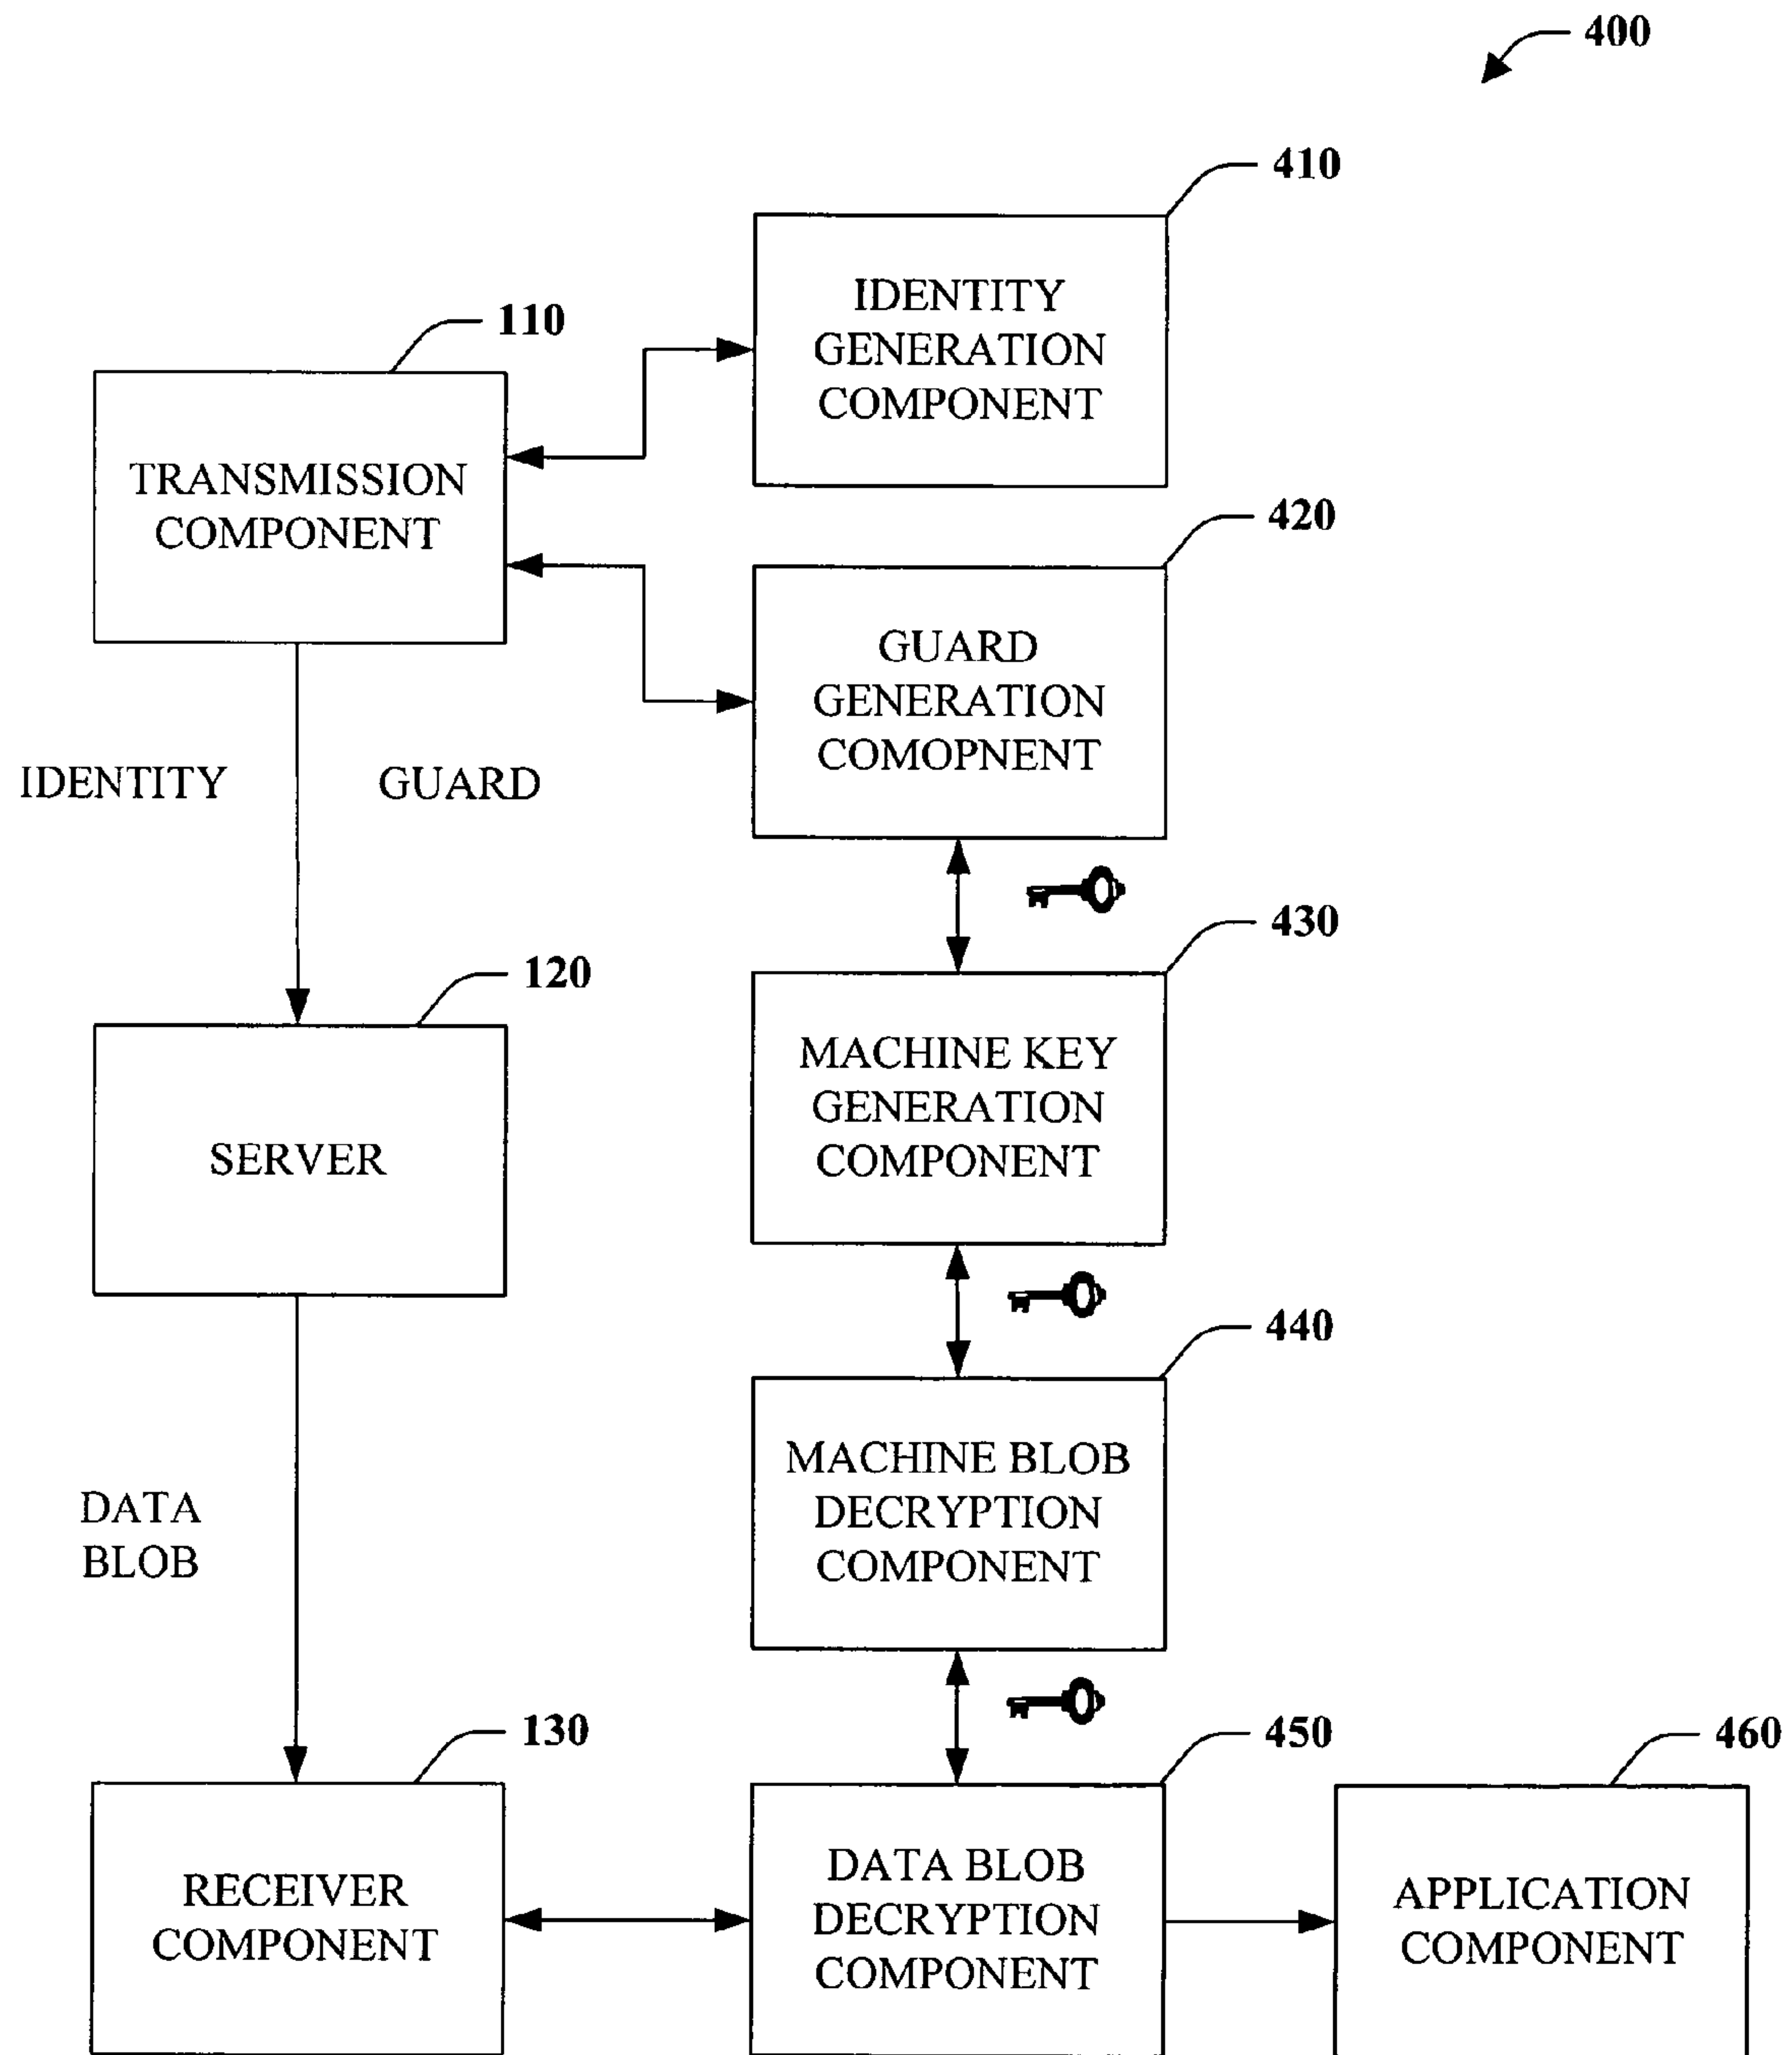 400
410
IDENTITY
GENERATION
COMPONENT
110
TRANSMISSION
COMPONENT
420
GUARD
GENERATION
COMOPNENT
IDENTITY
GUARD
430
MACHINE KEY
GENERATION
COMPONENT
120
SERVER
440
MACHINE BLOB
DECRYPTION
COMPONENT
DATA
BLOB
130
RECEIVER
COMPONENT
450
DATA BLOB
DECRYPTION
COMPONENT
460
APPLICATION
COMPONENT